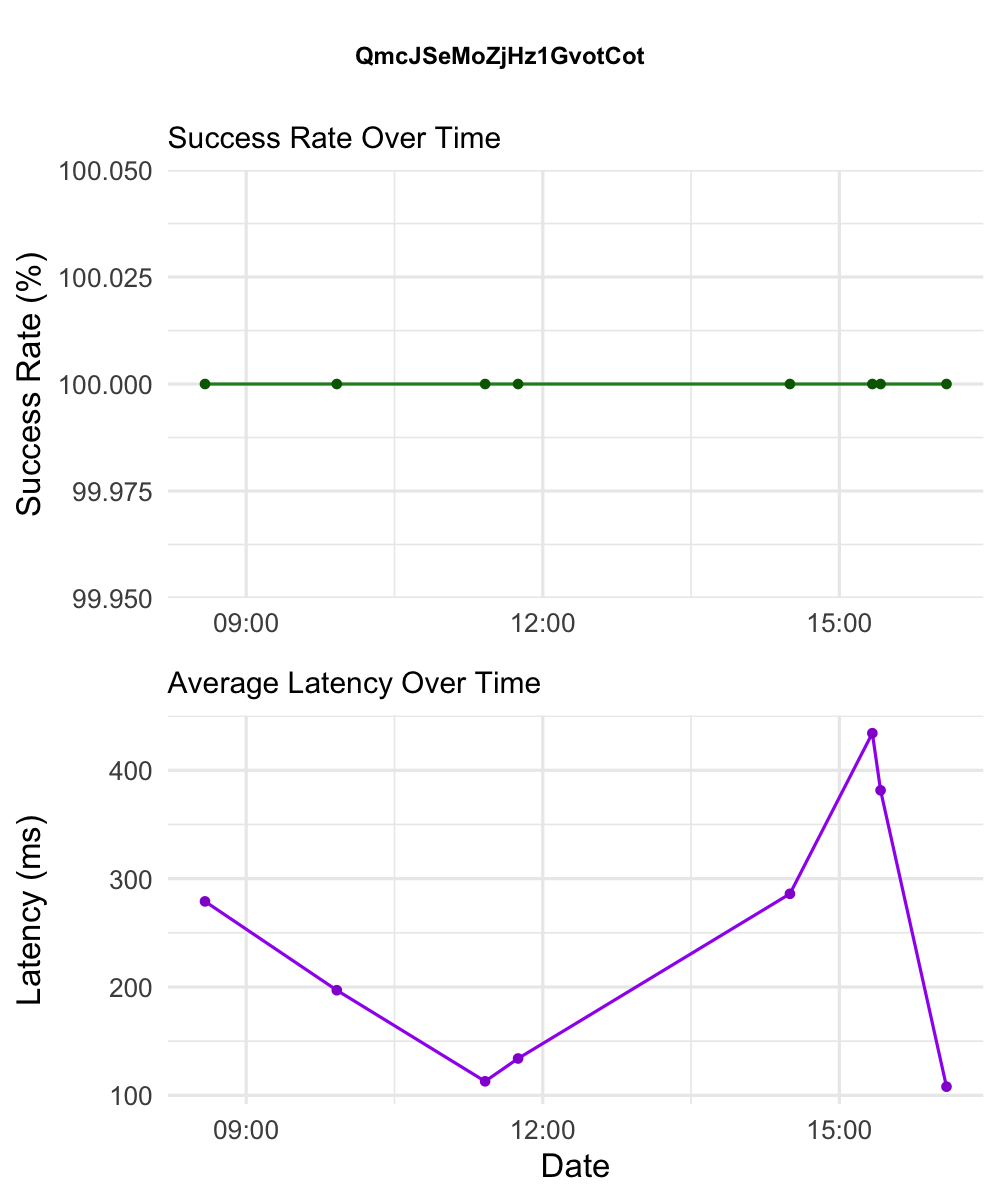 QmcJSeMoZjHz1GvotCot
Success Rate Over Time
Success Rate (%)
100.050
100.025
100.000
99.975
99.950
09:00 12:00 15:00
Average Latency Over Time
Latency (ms)
400
300
200
100
09:00 12:00 15:00
Date